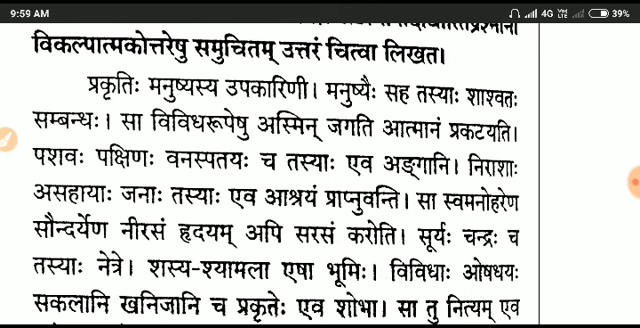 9:59 AM
4G VoLTE 39%
विकल्पात्मकोत्तरेषु समुचितम् उत्तरं चित्वा लिखत।
प्रकृतिः मनुष्यस्य उपकारिणी। मनुष्यैः सह तस्याः शाश्वतः
सम्बन्धः। सा विविधरूपेषु अस्मिन् जगति आत्मानं प्रकटयति।
पशवः पक्षिणः वनस्पतयः च तस्याः एव अङ्गानि। निराशाः
असहायाः जनाः तस्याः एव आश्रयं प्राप्नुवन्ति। सा स्वमनोहरेण
सौन्दर्येण नीरसं हृदयम् अपि सरसं करोति। सूर्यः चन्द्रः च
तस्याः नेत्रे। शस्य-श्यामला एषा भूमिः। विविधाः ओषधयः
सकलानि खनिजानि च प्रकृतेः एव शोभा। सा तु नित्यम् एव